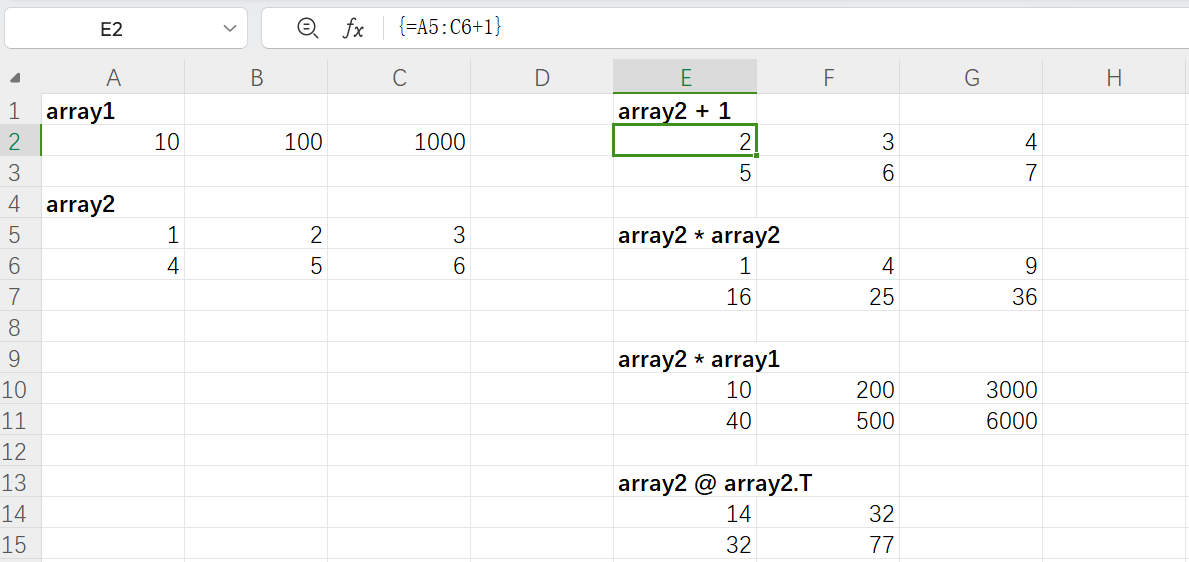 E2 fx {=A5:C6+1}
A B C D E F G H
1 array1 array2 + 1
2 10 100 1000 2 3 4
3 5 6 7
4 array2
5 1 2 3 array2 * array2
6 4 5 6 1 4 9
7 16 25 36
8
9 array2 * array1
10 10 200 3000
11 40 500 6000
12
13 array2 @ array2.T
14 14 32
15 32 77